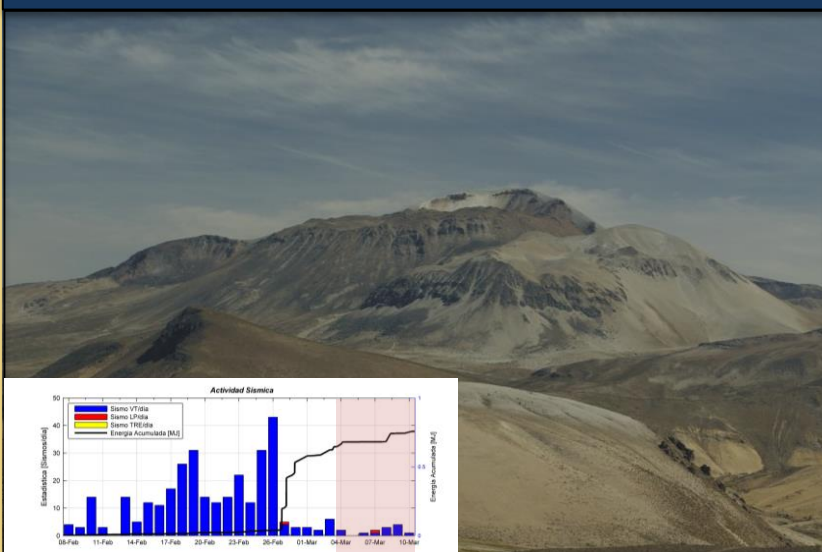 Actividad Sísmica
50
40
30
20
10
0
Estadística [Sismos/día]
Sismo VT/día
Sismo LP/día
Sismo TRE/día
Energía Acumulada [MJ]
1
0.5
0
Energía Acumulada [MJ]
08-Feb 11-Feb 14-Feb 17-Feb 20-Feb 23-Feb 26-Feb 01-Mar 04-Mar 07-Mar 10-Mar